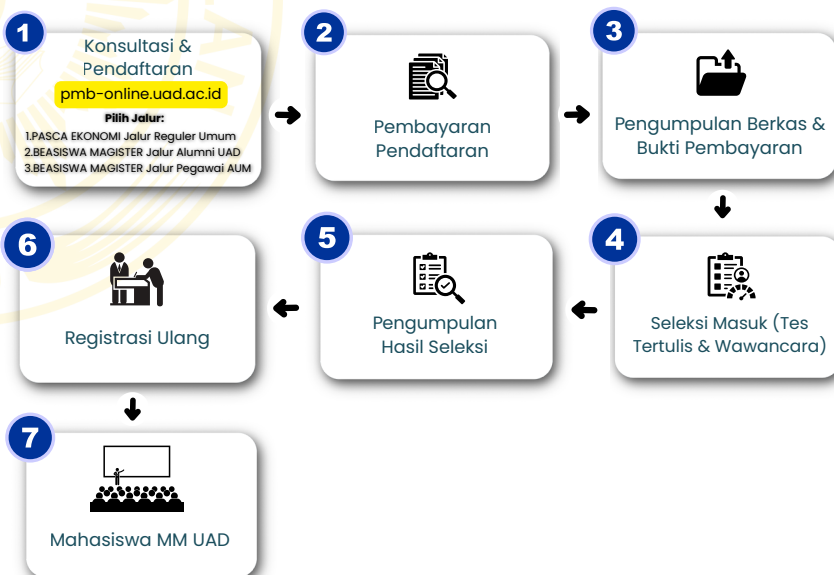 1
Konsultasi &
Pendaftaran
pmb-online.uad.ac.id
Pilih Jalur:
1.PASCA EKONOMI Jalur Reguler Umum
2.BEASISWA MAGISTER Jalur Alumni UAD
3.BEASISWA MAGISTER Jalur Pegawai AUM
2
Pembayaran
Pendaftaran
3
Pengumpulan Berkas &
Bukti Pembayaran
4
Seleksi Masuk (Tes
Tertulis & Wawancara)
5
Pengumpulan
Hasil Seleksi
6
Registrasi Ulang
7
Mahasiswa MM UAD